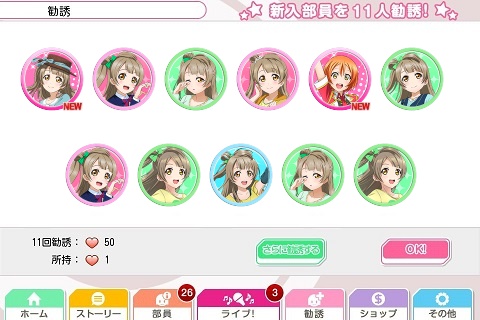 勧誘
新入部員を11人勧誘!
NEW
NEW
11回勧誘:
50
所持:
1
さらに勧誘する
OK!
26
3
ホーム
ストーリー
部員
ライブ!
勧誘
ショップ
その他